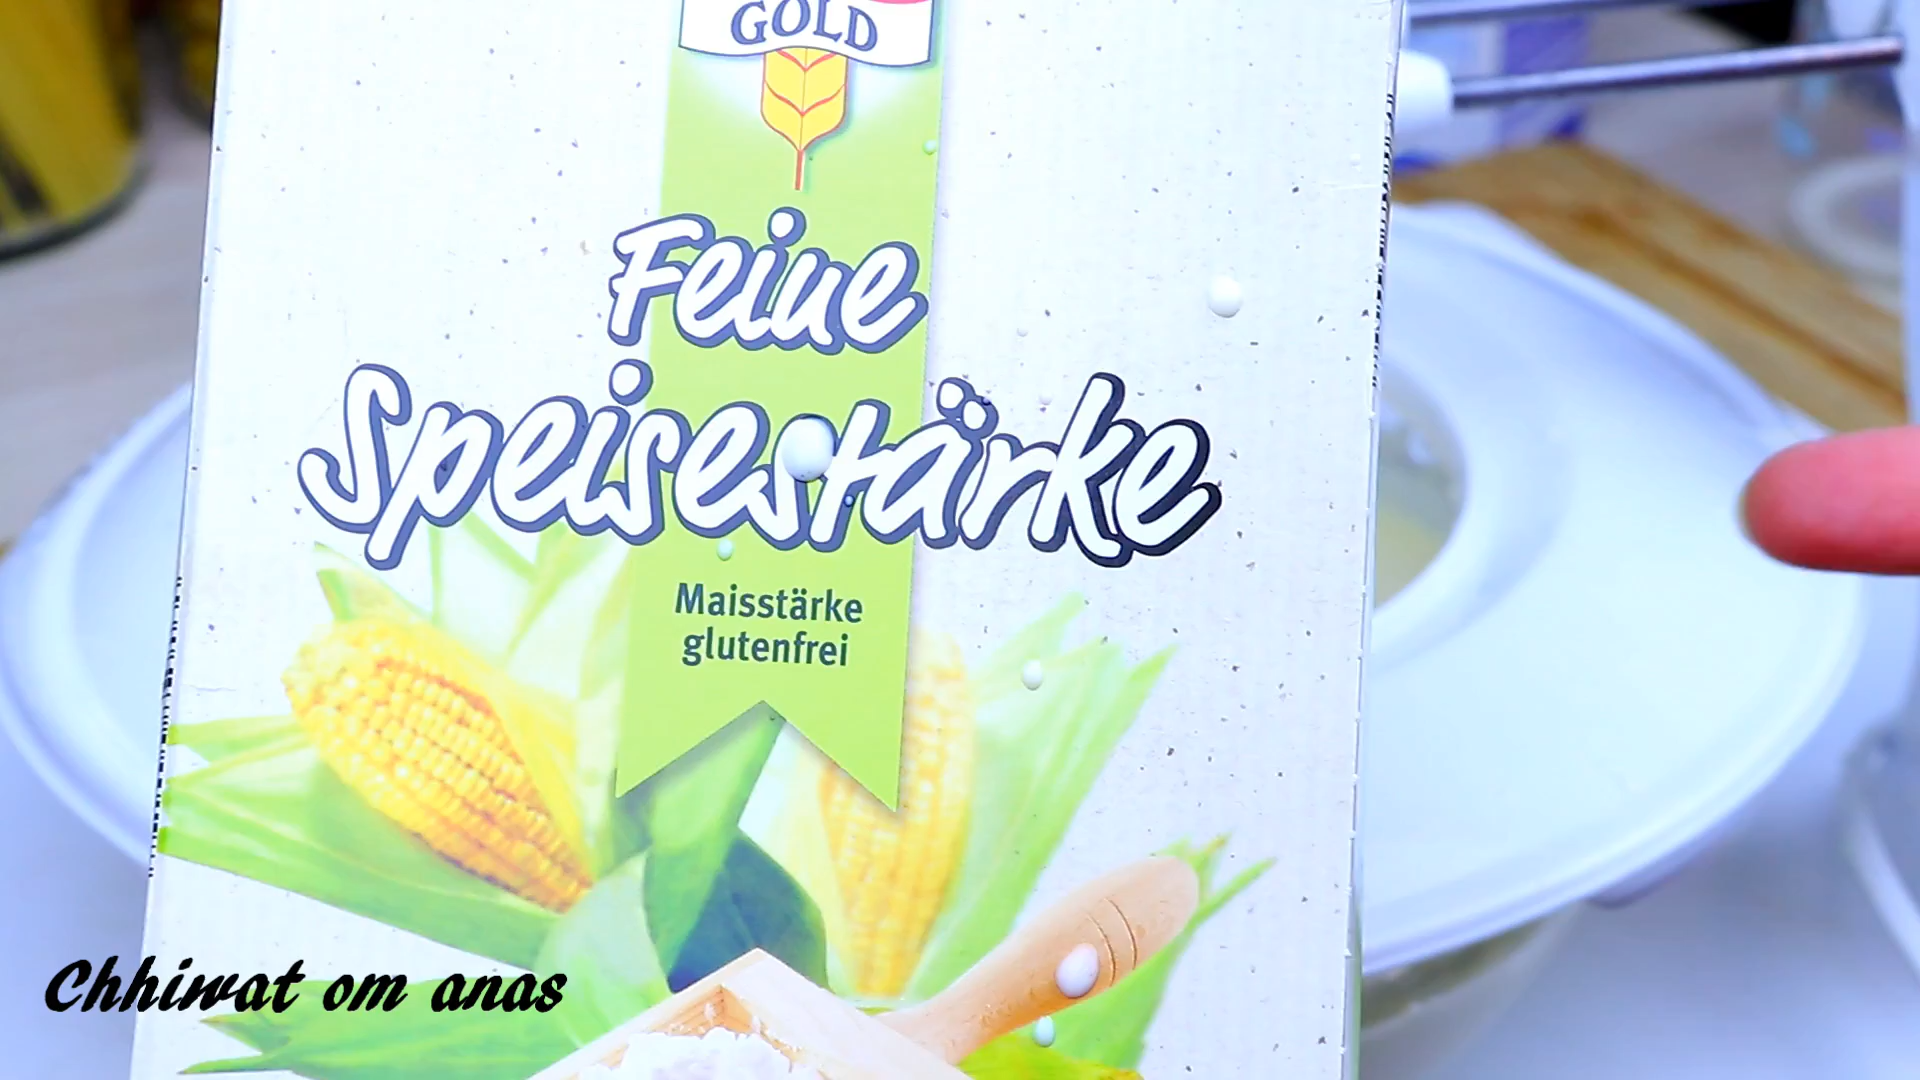 GOLD
Feine
Speisestärke
Maisstärke
glutenfrei
Chhiwat om anas